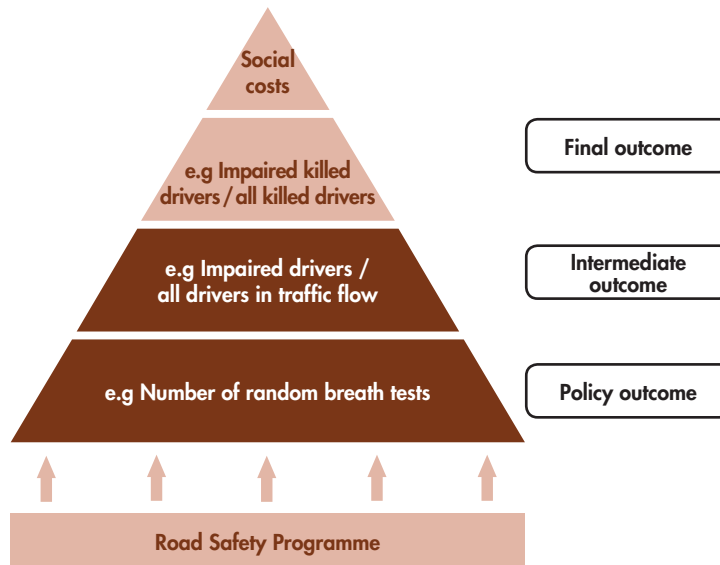 Social
costs
e.g Impaired killed
drivers / all killed drivers
Final outcome
e.g Impaired drivers /
all drivers in traffic flow
Intermediate
outcome
e.g Number of random breath tests
Policy outcome
Road Safety Programme